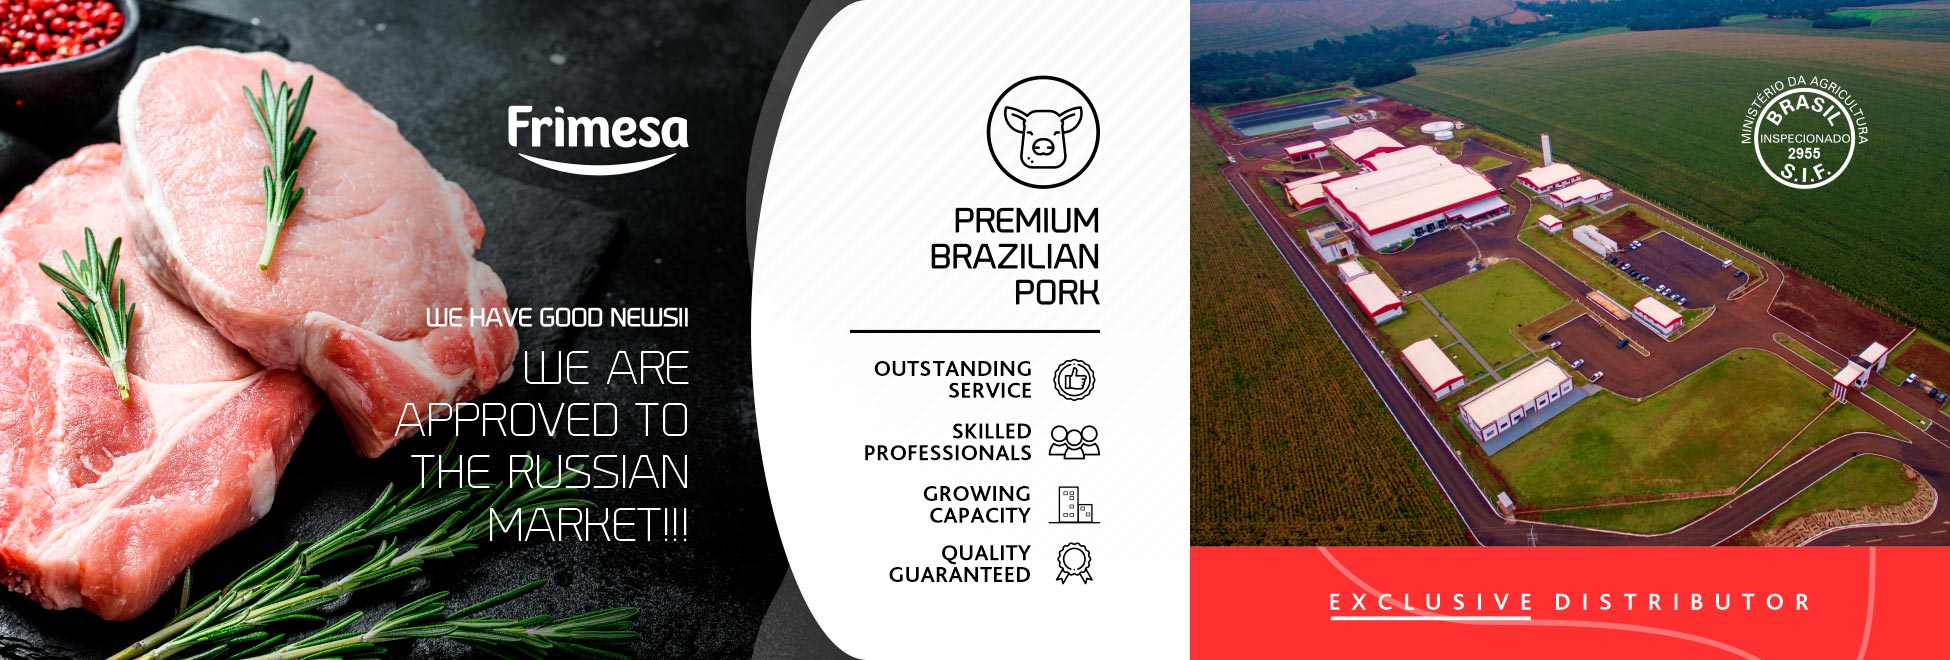 Frimesa
WE HAVE GOOD NEWS!!
WE ARE
APPROVED TO
THE RUSSIAN
MARKET!!!
PREMIUM
BRAZILIAN
PORK
OUTSTANDING
SERVICE
SKILLED
PROFESSIONALS
GROWING
CAPACITY
QUALITY
GUARANTEED
MINISTÉRIO DA AGRICULTURA
BRASIL
INSPECIONADO
2955
S.I.F.
EXCLUSIVE DISTRIBUTOR